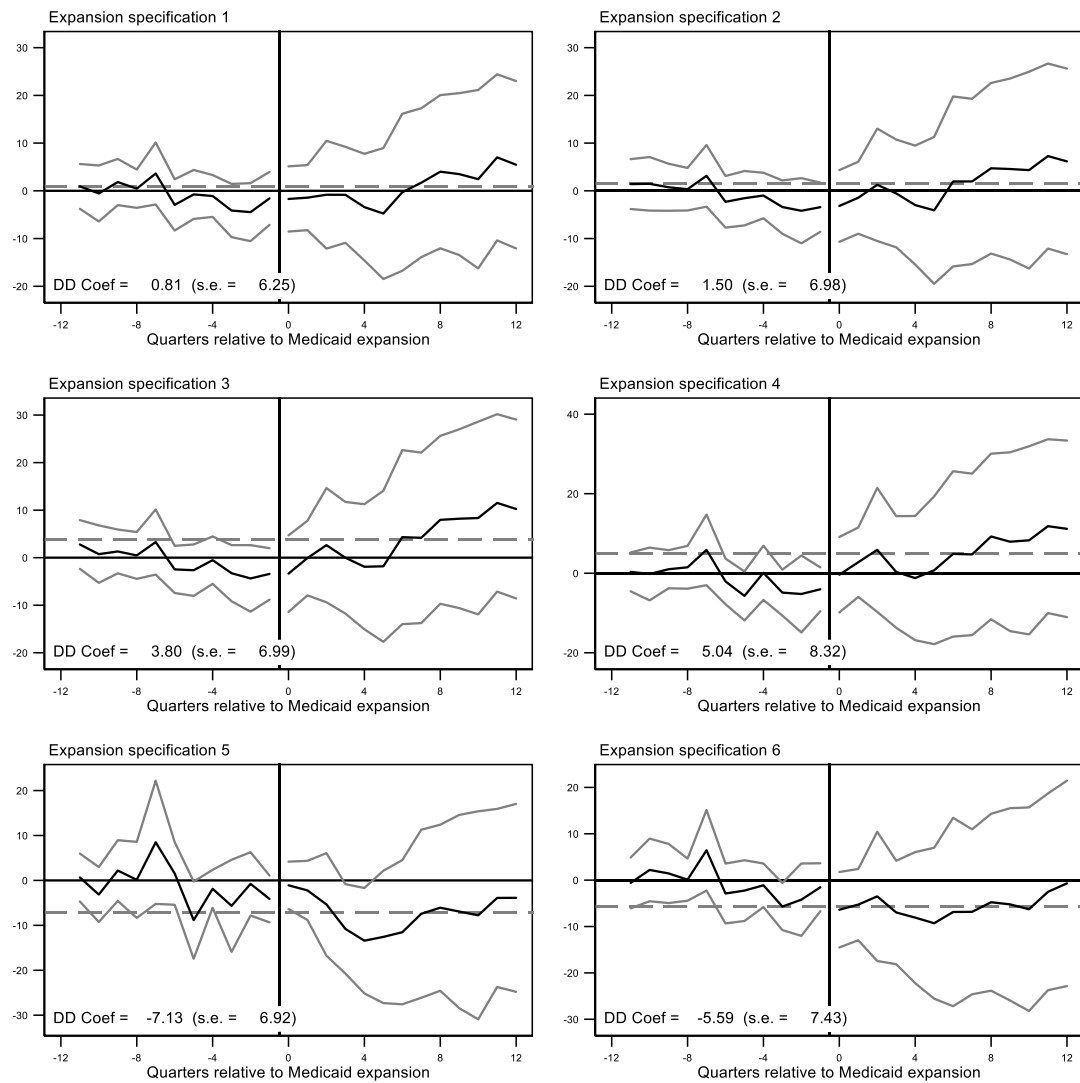 Expansion specification 1
30
20
10
0
-10
-20
DD Coef = 0.81 (s.e. = 6.25)
-12 -8 -4 0 4 8 12
Quarters relative to Medicaid expansion
Expansion specification 2
30
20
10
0
-10
-20
DD Coef = 1.50 (s.e. = 6.98)
-12 -8 -4 0 4 8 12
Quarters relative to Medicaid expansion
Expansion specification 3
30
20
10
0
-10
-20
DD Coef = 3.80 (s.e. = 6.99)
-12 -8 -4 0 4 8 12
Quarters relative to Medicaid expansion
Expansion specification 4
40
20
0
-20
DD Coef = 5.04 (s.e. = 8.32)
-12 -8 -4 0 4 8 12
Quarters relative to Medicaid expansion
Expansion specification 5
20
10
0
-10
-20
-30
DD Coef = -7.13 (s.e. = 6.92)
-12 -8 -4 0 4 8 12
Quarters relative to Medicaid expansion
Expansion specification 6
20
10
0
-10
-20
-30
DD Coef = -5.59 (s.e. = 7.43)
-12 -8 -4 0 4 8 12
Quarters relative to Medicaid expansion